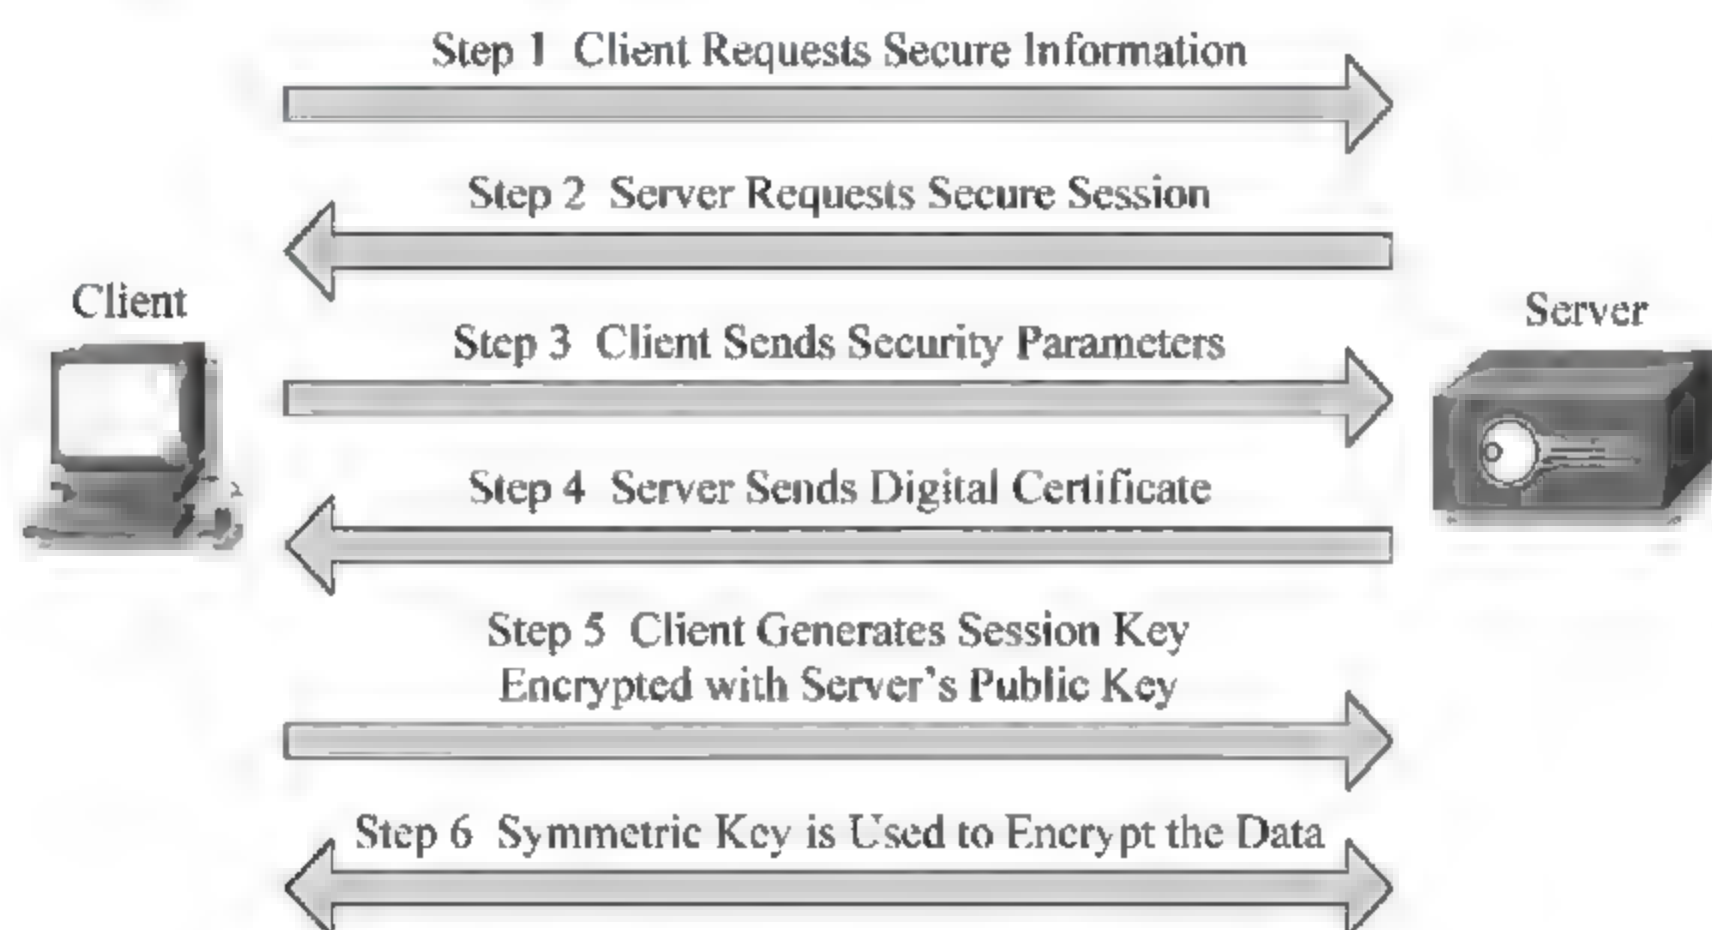 Step 1 Client Requests Secure Information
Step 2 Server Requests Secure Session
Client
Server
Step 3 Client Sends Security Parameters
Step 4 Server Sends Digital Certificate
Step 5 Client Generates Session Key
Encrypted with Server's Public Key
Step 6 Symmetric Key is Used to Encrypt the Data